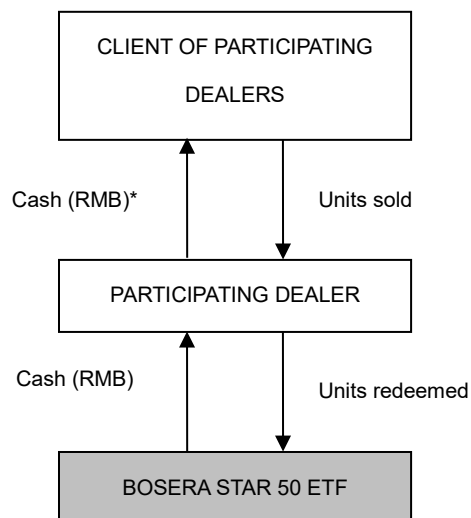 CLIENT OF PARTICIPATING
DEALERS
Cash (RMB)*
Units sold
PARTICIPATING DEALER
Cash (RMB)
Units redeemed
BOSERA STAR 50 ETF